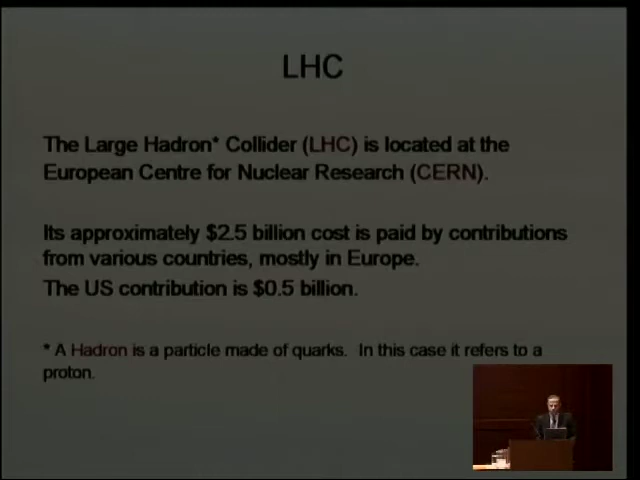 LHC
The Large Hadron* Collider (LHC) is located at the
European Centre for Nuclear Research (CERN).
Its approximately $2.5 billion cost is paid by contributions
from various countries, mostly in Europe.
The US contribution is $0.5 billion.
* A Hadron is a particle made of quarks. In this case it refers to a
proton.